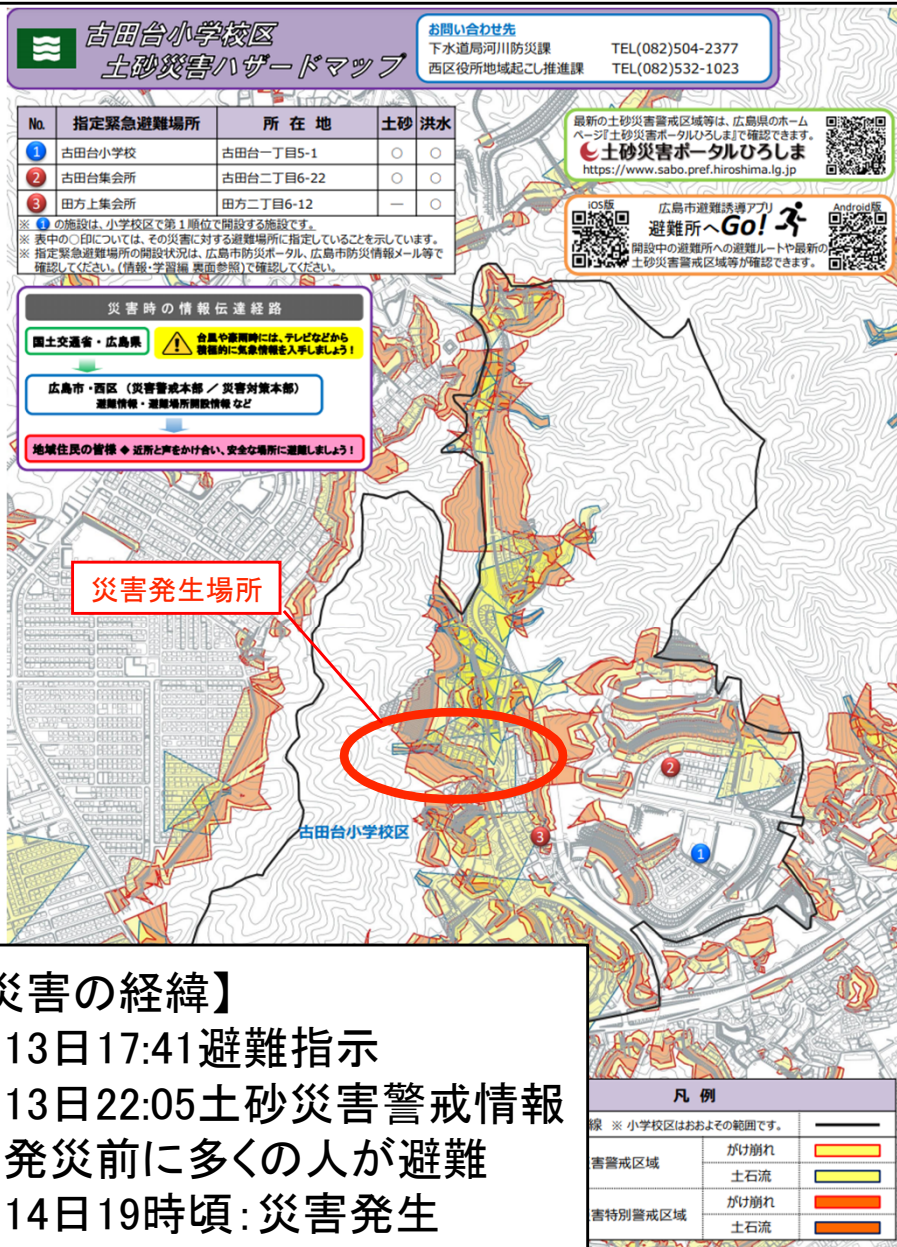 古田台小学校区
土砂災害ハザードマップ
お問い合わせ先
下水道局河川防災課 TEL(082)504-2377
西区役所地域起こし推進課 TEL(082)532-1023
No. 指定緊急避難場所 所在地 土砂 洪水
1 古田台小学校 古田台一丁目5-1 ○ ○
2 古田台集会所 古田台二丁目6-22 ○ ○
3 田方上集会所 田方二丁目6-12 － ○
※ 1 の施設は、小学校区で第1順位で開設する施設です。
※ 表中の○印については、その災害に対する避難場所に指定していることを示しています。
※ 指定緊急避難場所の開設状況は、広島市防災ポータル、広島市防災情報メール等で
確認してください。(情報・学習編 裏面参照)で確認してください。
最新の土砂災害警戒区域等は、広島県のホーム
ページ『土砂災害ポータルひろしま』で確認できます。
土砂災害ポータルひろしま
https://www.sabo.pref.hiroshima.lg.jp
iOS版
広島市避難誘導アプリ
避難所へGo!
Android版
開設中の避難所への避難ルートや最新の
土砂災害警戒区域等が確認できます。
災害時の情報伝達経路
国土交通省・広島県
台風や豪雨時には、テレビなどから
積極的に気象情報を入手しましょう！
広島市・西区（災害警戒本部 ／ 災害対策本部）
避難情報・避難場所開設情報 など
地域住民の皆様 ◆ 近所と声をかけ合い、安全な場所に避難しましょう！
災害発生場所
2
3
1
古田台小学校区
災害の経緯】
13日17:41避難指示
13日22:05土砂災害警戒情報
発災前に多くの人が避難
14日19時頃：災害発生
凡 例
線 ※ 小学校区はおおよその範囲です。
害警戒区域 がけ崩れ
土石流
害特別警戒区域 がけ崩れ
土石流